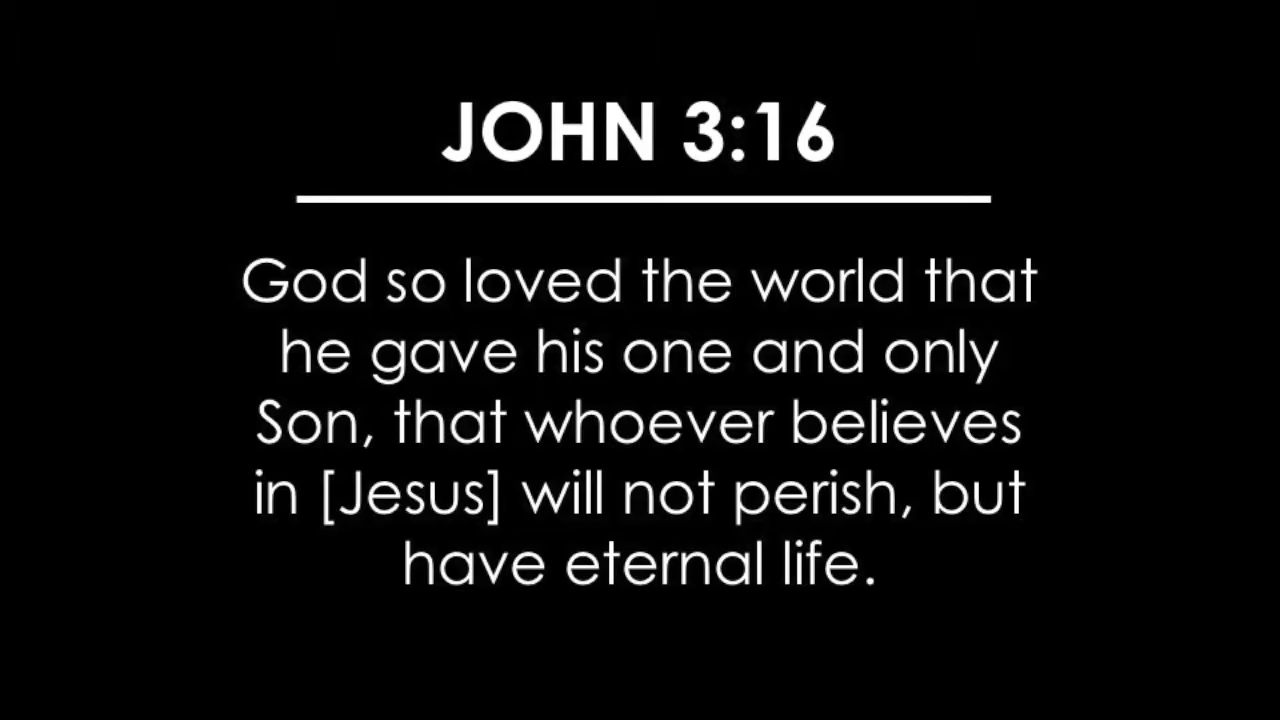 JOHN 3:16
God so loved the world that
he gave his one and only
Son, that whoever believes
in [Jesus] will not perish, but
have eternal life.